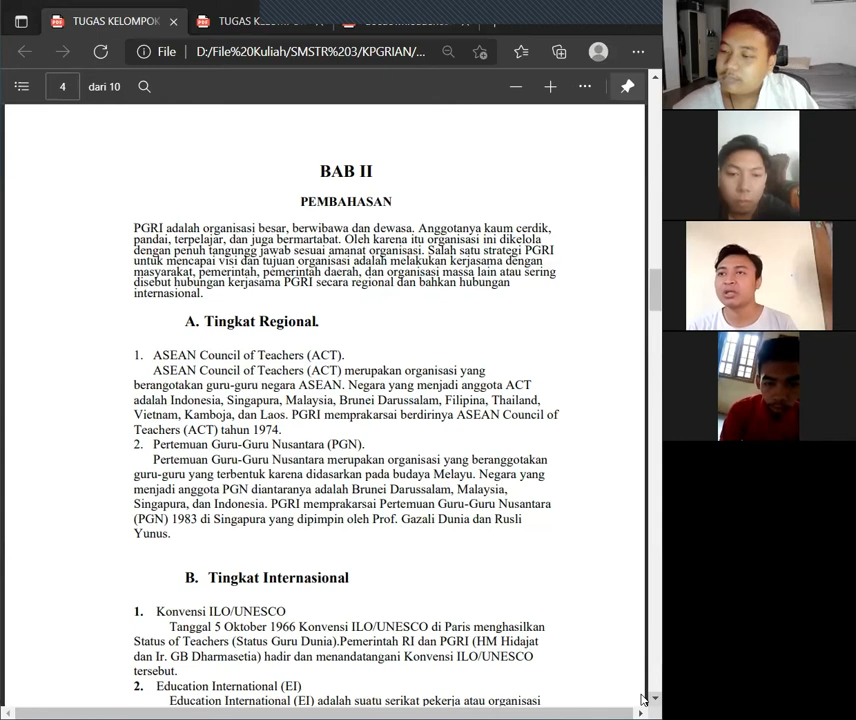 TUGAS KELOMPOK
TUGAS KELOM
File
D:/File%20Kuliah/SMSTR%203/KPGRIAN/...
4
dari 10
BAB II
PEMBAHASAN
PGRI adalah organisasi besar, berwibawa dan dewasa. Anggotanya kaum cerdik,
pandai, terpelajar, dan juga bermartabat. Oleh karena itu organisasi ini dikelola
dengan penuh tangungg jawab sesuai amanat organisasi. Salah satu strategi PGRI
untuk mencapai visi dan tujuan organisasi adalah melakukan kerjasama dengan
masyarakat, pemerintah, pemerintah daerah, dan organisasi massa lain atau sering
disebut hubungan kerjasama PGRI secara regional dan bahkan hubungan
internasional.
A. Tingkat Regional.
1. ASEAN Council of Teachers (ACT).
ASEAN Council of Teachers (ACT) merupakan organisasi yang
berangotakan guru-guru negara ASEAN. Negara yang menjadi anggota ACT
adalah Indonesia, Singapura, Malaysia, Brunei Darussalam, Filipina, Thailand,
Vietnam, Kamboja, dan Laos. PGRI memprakarsai berdirinya ASEAN Council of
Teachers (ACT) tahun 1974.
2. Pertemuan Guru-Guru Nusantara (PGN).
Pertemuan Guru-Guru Nusantara merupakan organisasi yang beranggotakan
guru-guru yang terbentuk karena didasarkan pada budaya Melayu. Negara yang
menjadi anggota PGN diantaranya adalah Brunei Darussalam, Malaysia,
Singapura, dan Indonesia. PGRI memprakarsai Pertemuan Guru-Guru Nusantara
(PGN) 1983 di Singapura yang dipimpin oleh Prof. Gazali Dunia dan Rusli
Yunus.
B. Tingkat Internasional
1. Konvensi ILO/UNESCO
Tanggal 5 Oktober 1966 Konvensi ILO/UNESCO di Paris menghasilkan
Status of Teachers (Status Guru Dunia).Pemerintah RI dan PGRI (HM Hidajat
dan Ir. GB Dharmasetia) hadir dan menandatangani Konvensi ILO/UNESCO
tersebut.
2. Education International (EI)
Education International (EI) adalah suatu serikat pekerja atau organisasi